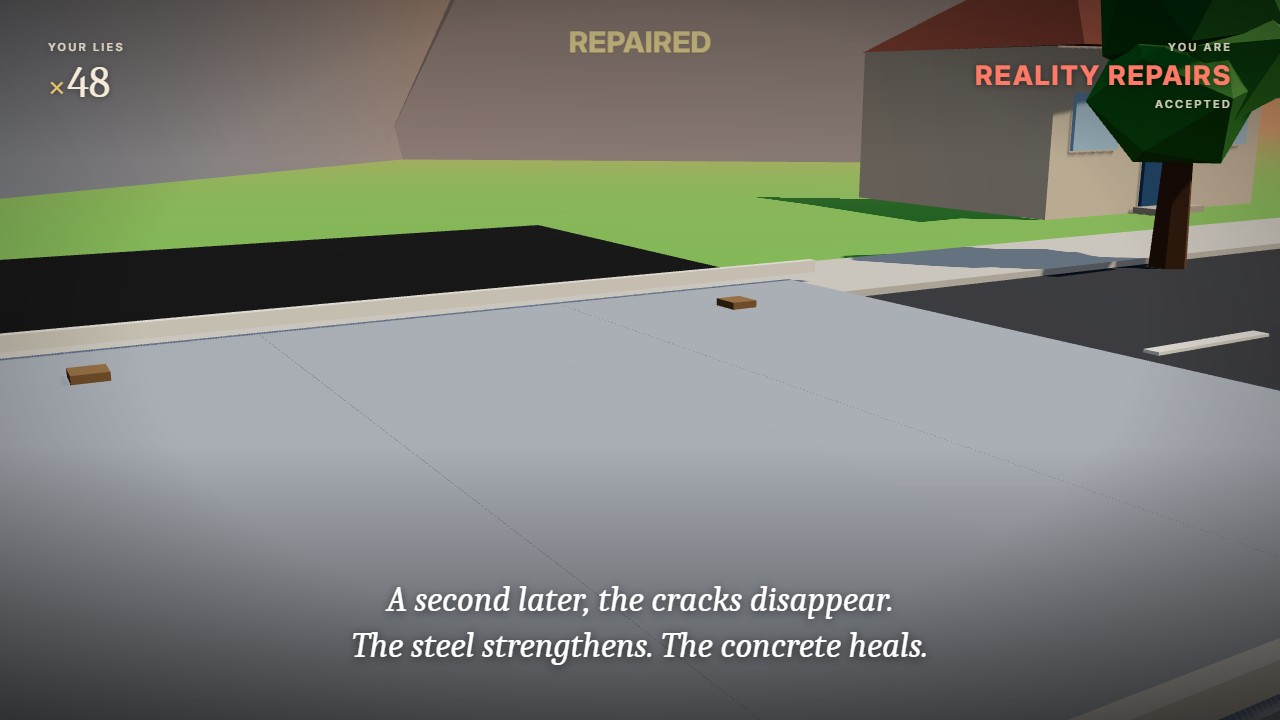 YOUR LIES
×48
REPAIRED
YOU ARE
REALITY REPAIRS
ACCEPTED
A second later, the cracks disappear.
The steel strengthens. The concrete heals.